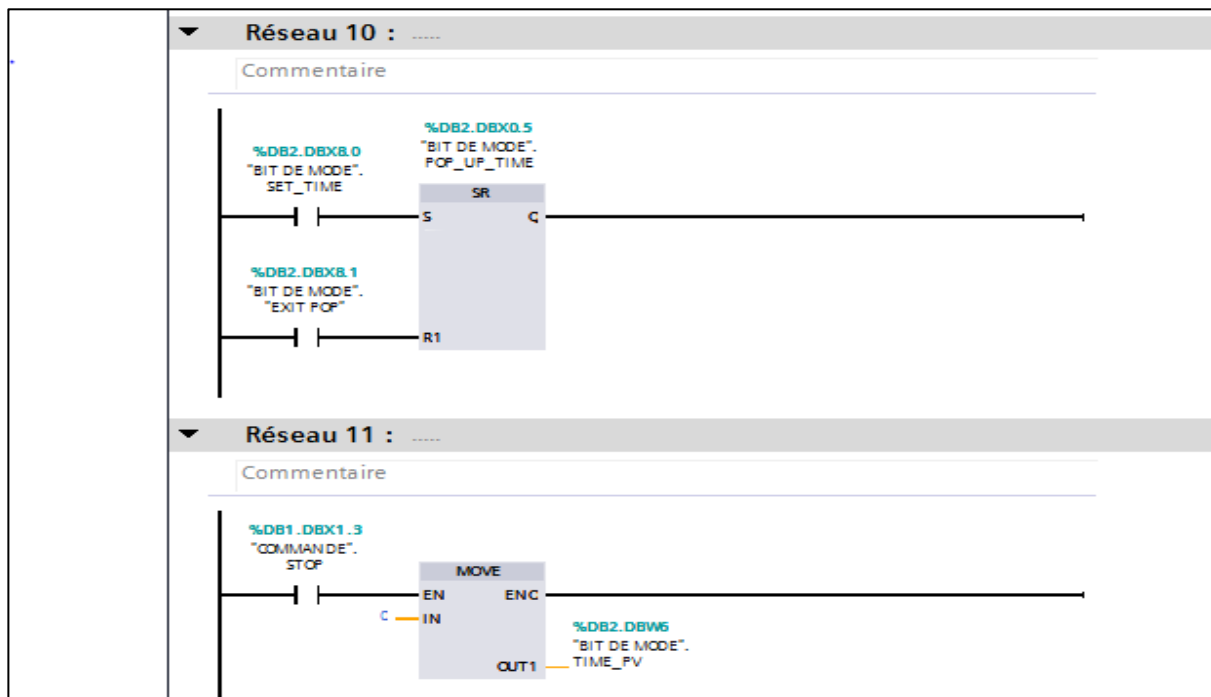 Réseau 10 : .....
Commentaire
%DB2.DBX0.5
"BIT DE MODE".
POP_UP_TIME
%DB2.DBX8.0
"BIT DE MODE".
SET_TIME
SR
S Q
%DB2.DBX8.1
"BIT DE MODE".
"EXIT POP"
R1
Réseau 11 : .....
Commentaire
%DB1.DBX1.3
"COMMANDE".
STOP
MOVE
EN ENO
IN
%DB2.DBW6
"BIT DE MODE".
OUT1 TIME_PV